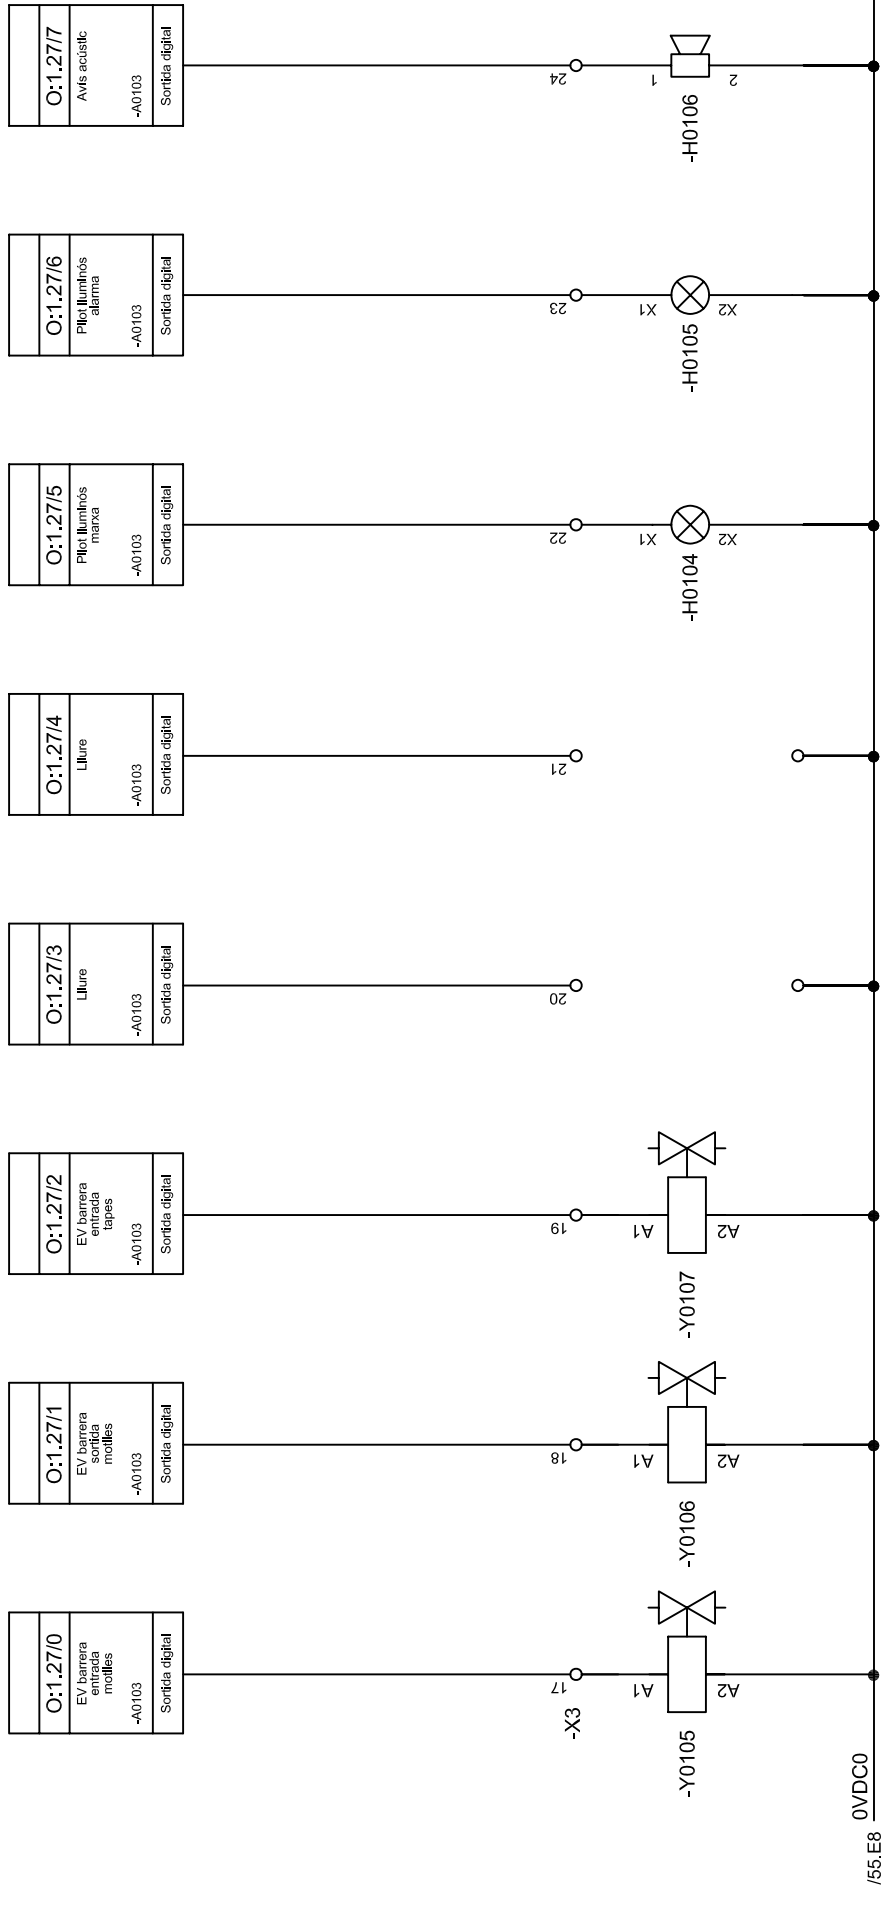 O:1.27/0
EV barrera
entrada
motlles
-A0103
Sortida digital
-X3
17
A1
A2
-Y0105
O:1.27/1
EV barrera
sortida
motlles
-A0103
Sortida digital
18
A1
A2
-Y0106
O:1.27/2
EV barrera
entrada
tapes
-A0103
Sortida digital
19
A1
A2
-Y0107
O:1.27/3
Lliure
-A0103
Sortida digital
20
O:1.27/4
Lliure
-A0103
Sortida digital
21
O:1.27/5
Pilot lluminós
marxa
-A0103
Sortida digital
22
X1
X2
-H0104
O:1.27/6
Pilot lluminós
alarma
-A0103
Sortida digital
23
X1
X2
-H0105
O:1.27/7
Avís acústic
-A0103
Sortida digital
24
1
2
-H0106
0VDC0
/55.E8